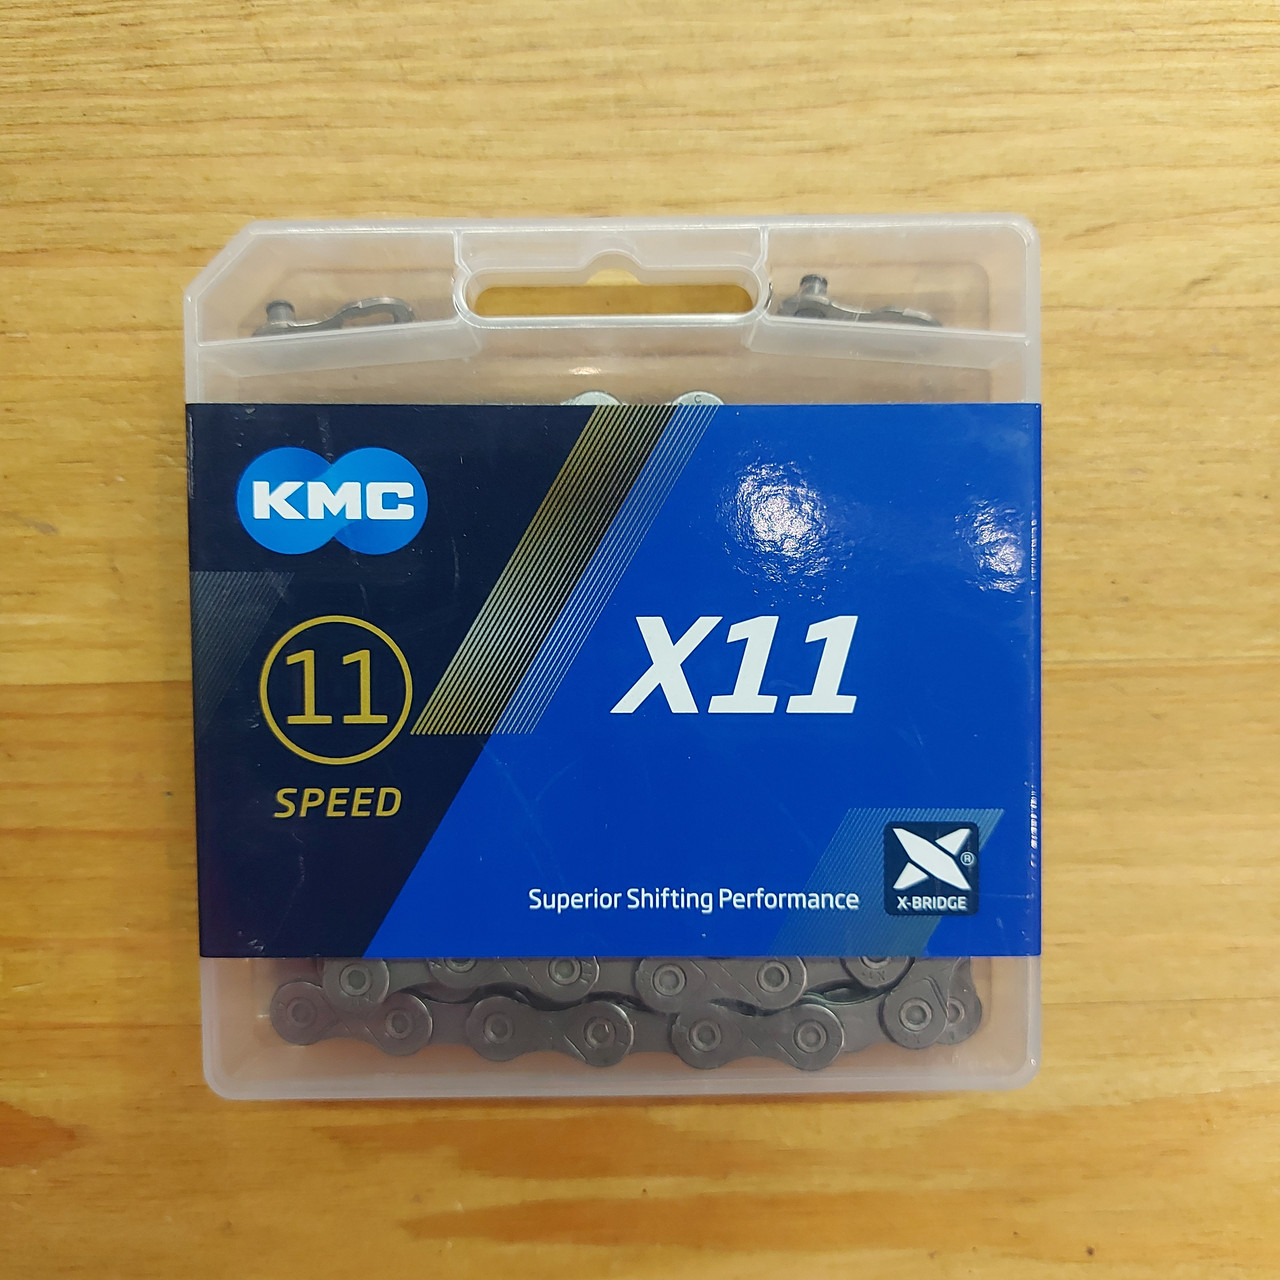 KMC
11
SPEED
X11
Superior Shifting Performance
X®
X-BRIDGE
C